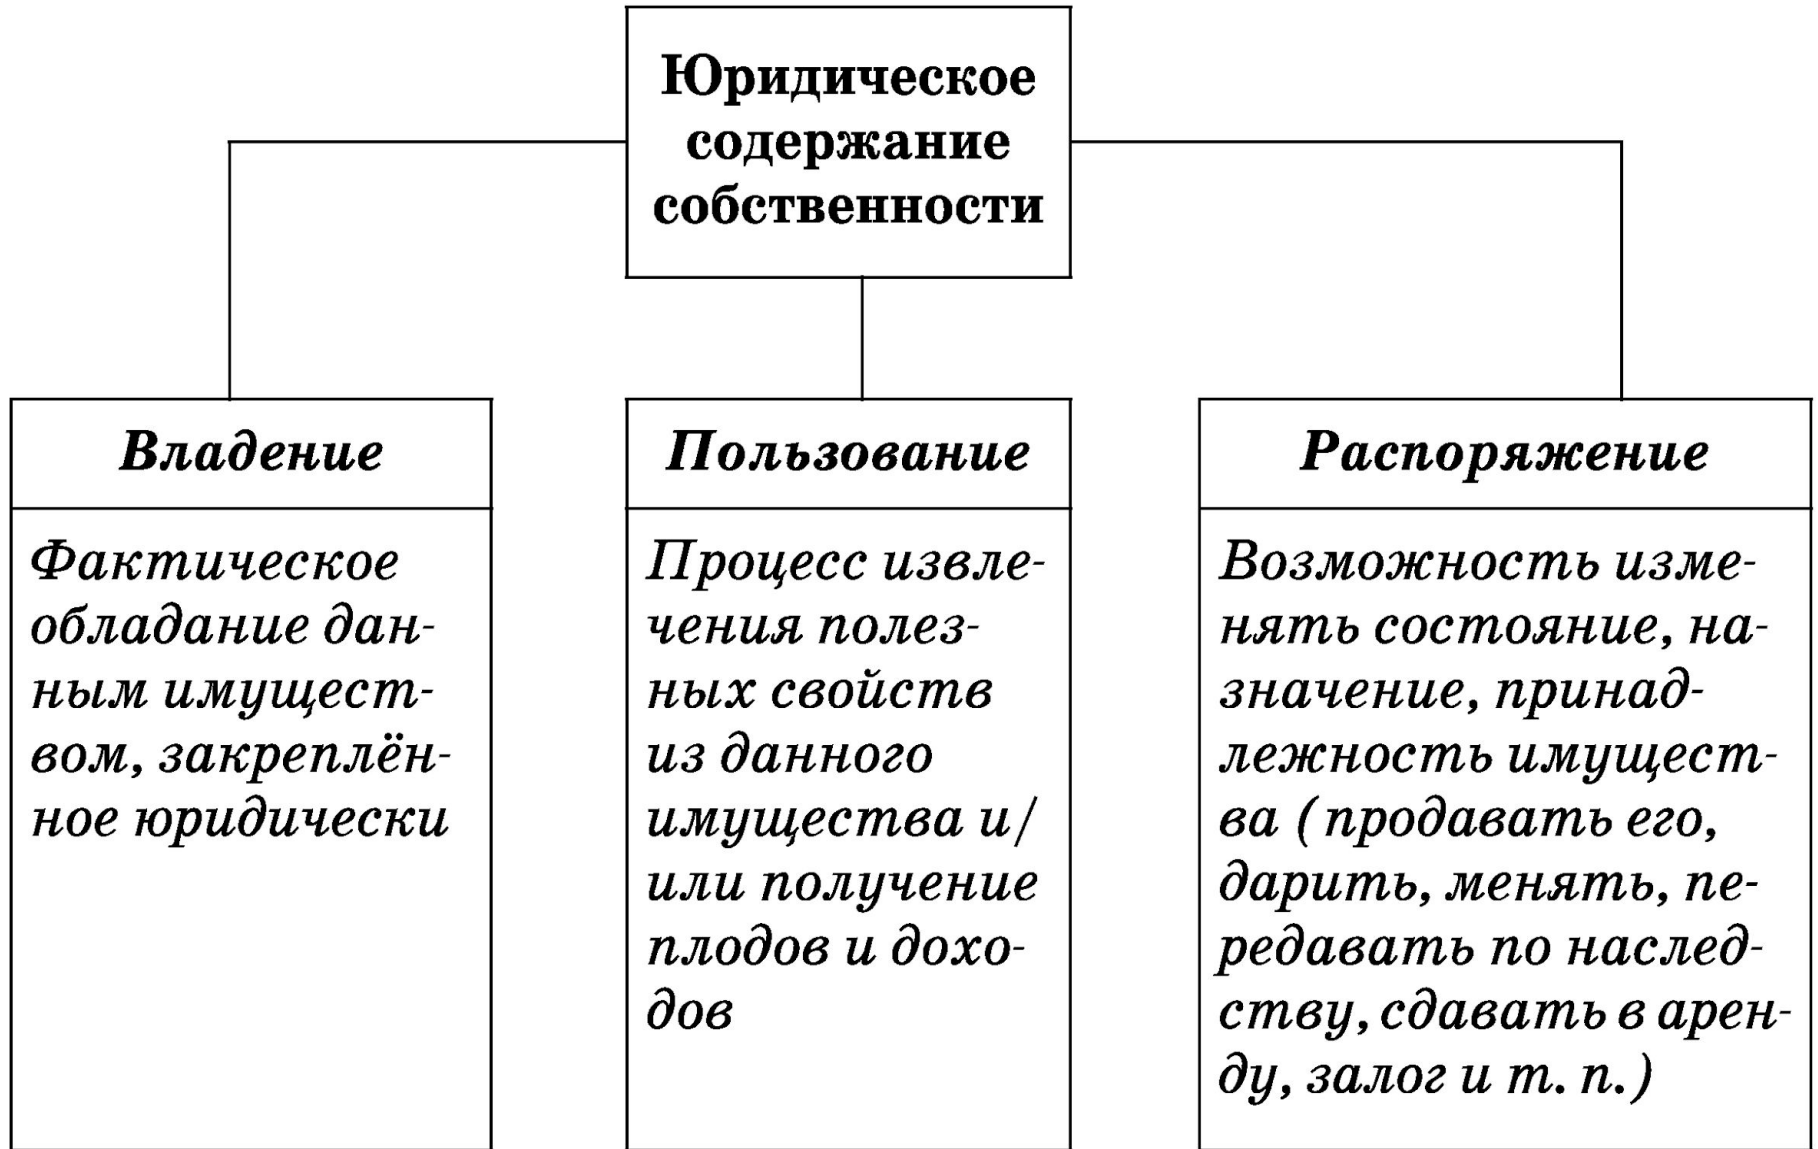 Юридическое
содержание
собственности
Владение
Фактическое
обладание дан-
ным имущест-
вом, закреплён-
ное юридически
Пользование
Процесс извле-
чения полез-
ных свойств
из данного
имущества и/
или получение
плодов и дохо-
дов
Распоряжение
Возможность изме-
нять состояние, на-
значение, принад-
лежность имущест-
ва (продавать его,
дарить, менять, пе-
редавать по наслед-
ству, сдавать в арен-
ду, залог и т. п.)